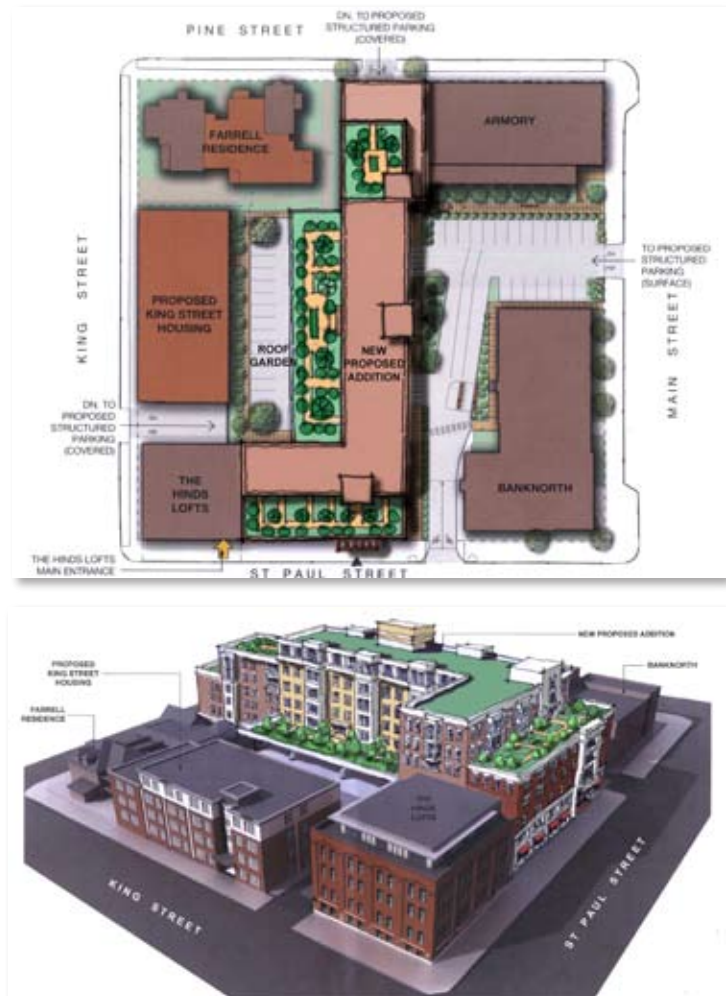 PINE STREET
DN. TO PROPOSED
STRUCTURED PARKING
(COVERED)
FARRELL
RESIDENCE
ARMORY
KING STREET
PROPOSED
KING STREET
HOUSING
ROOF
GARDEN
NEW
PROPOSED
ADDITION
TO PROPOSED
STRUCTURED
PARKING
(SURFACE)
MAIN STREET
DN. TO
PROPOSED
STRUCTURED
PARKING
(COVERED)
THE
HINDS
LOFTS
BANKNORTH
THE HINDS LOFTS
MAIN ENTRANCE
ST PAUL STREET
NEW PROPOSED ADDITION
PROPOSED
KING STREET
HOUSING
BANKNORTH
FARRELL
RESIDENCE
THE
HINDS
LOFTS
KING STREET
ST PAUL STREET